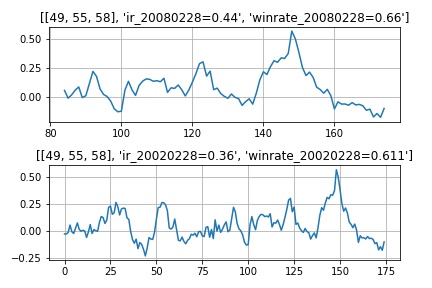 [[49, 55, 58], 'ir_20080228=0.44', 'winrate_20080228=0.66']
0.50
0.25
0.00
80 100 120 140 160
[[49, 55, 58], 'ir_20020228=0.36', 'winrate_20020228=0.611']
0.50
0.25
0.00
−0.25
0 25 50 75 100 125 150 175